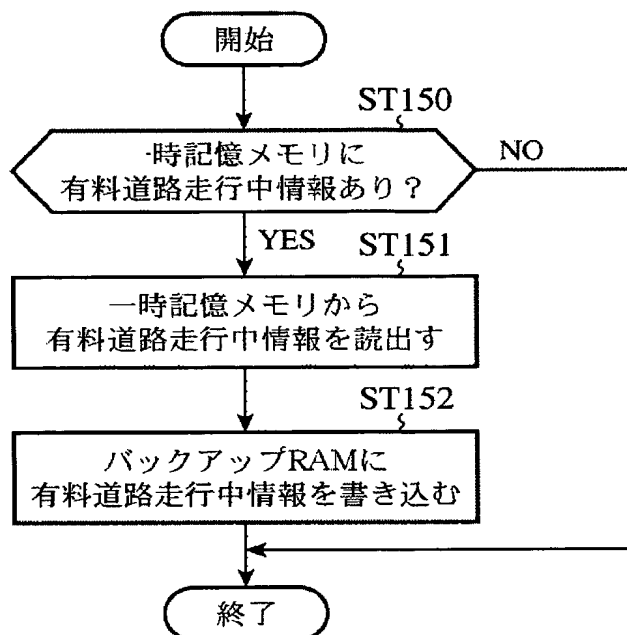 開始
ST150
一時記憶メモリに
有料道路走行中情報あり？
NO
YES
ST151
一時記憶メモリから
有料道路走行中情報を読出す
ST152
バックアップRAMに
有料道路走行中情報を書き込む
終了